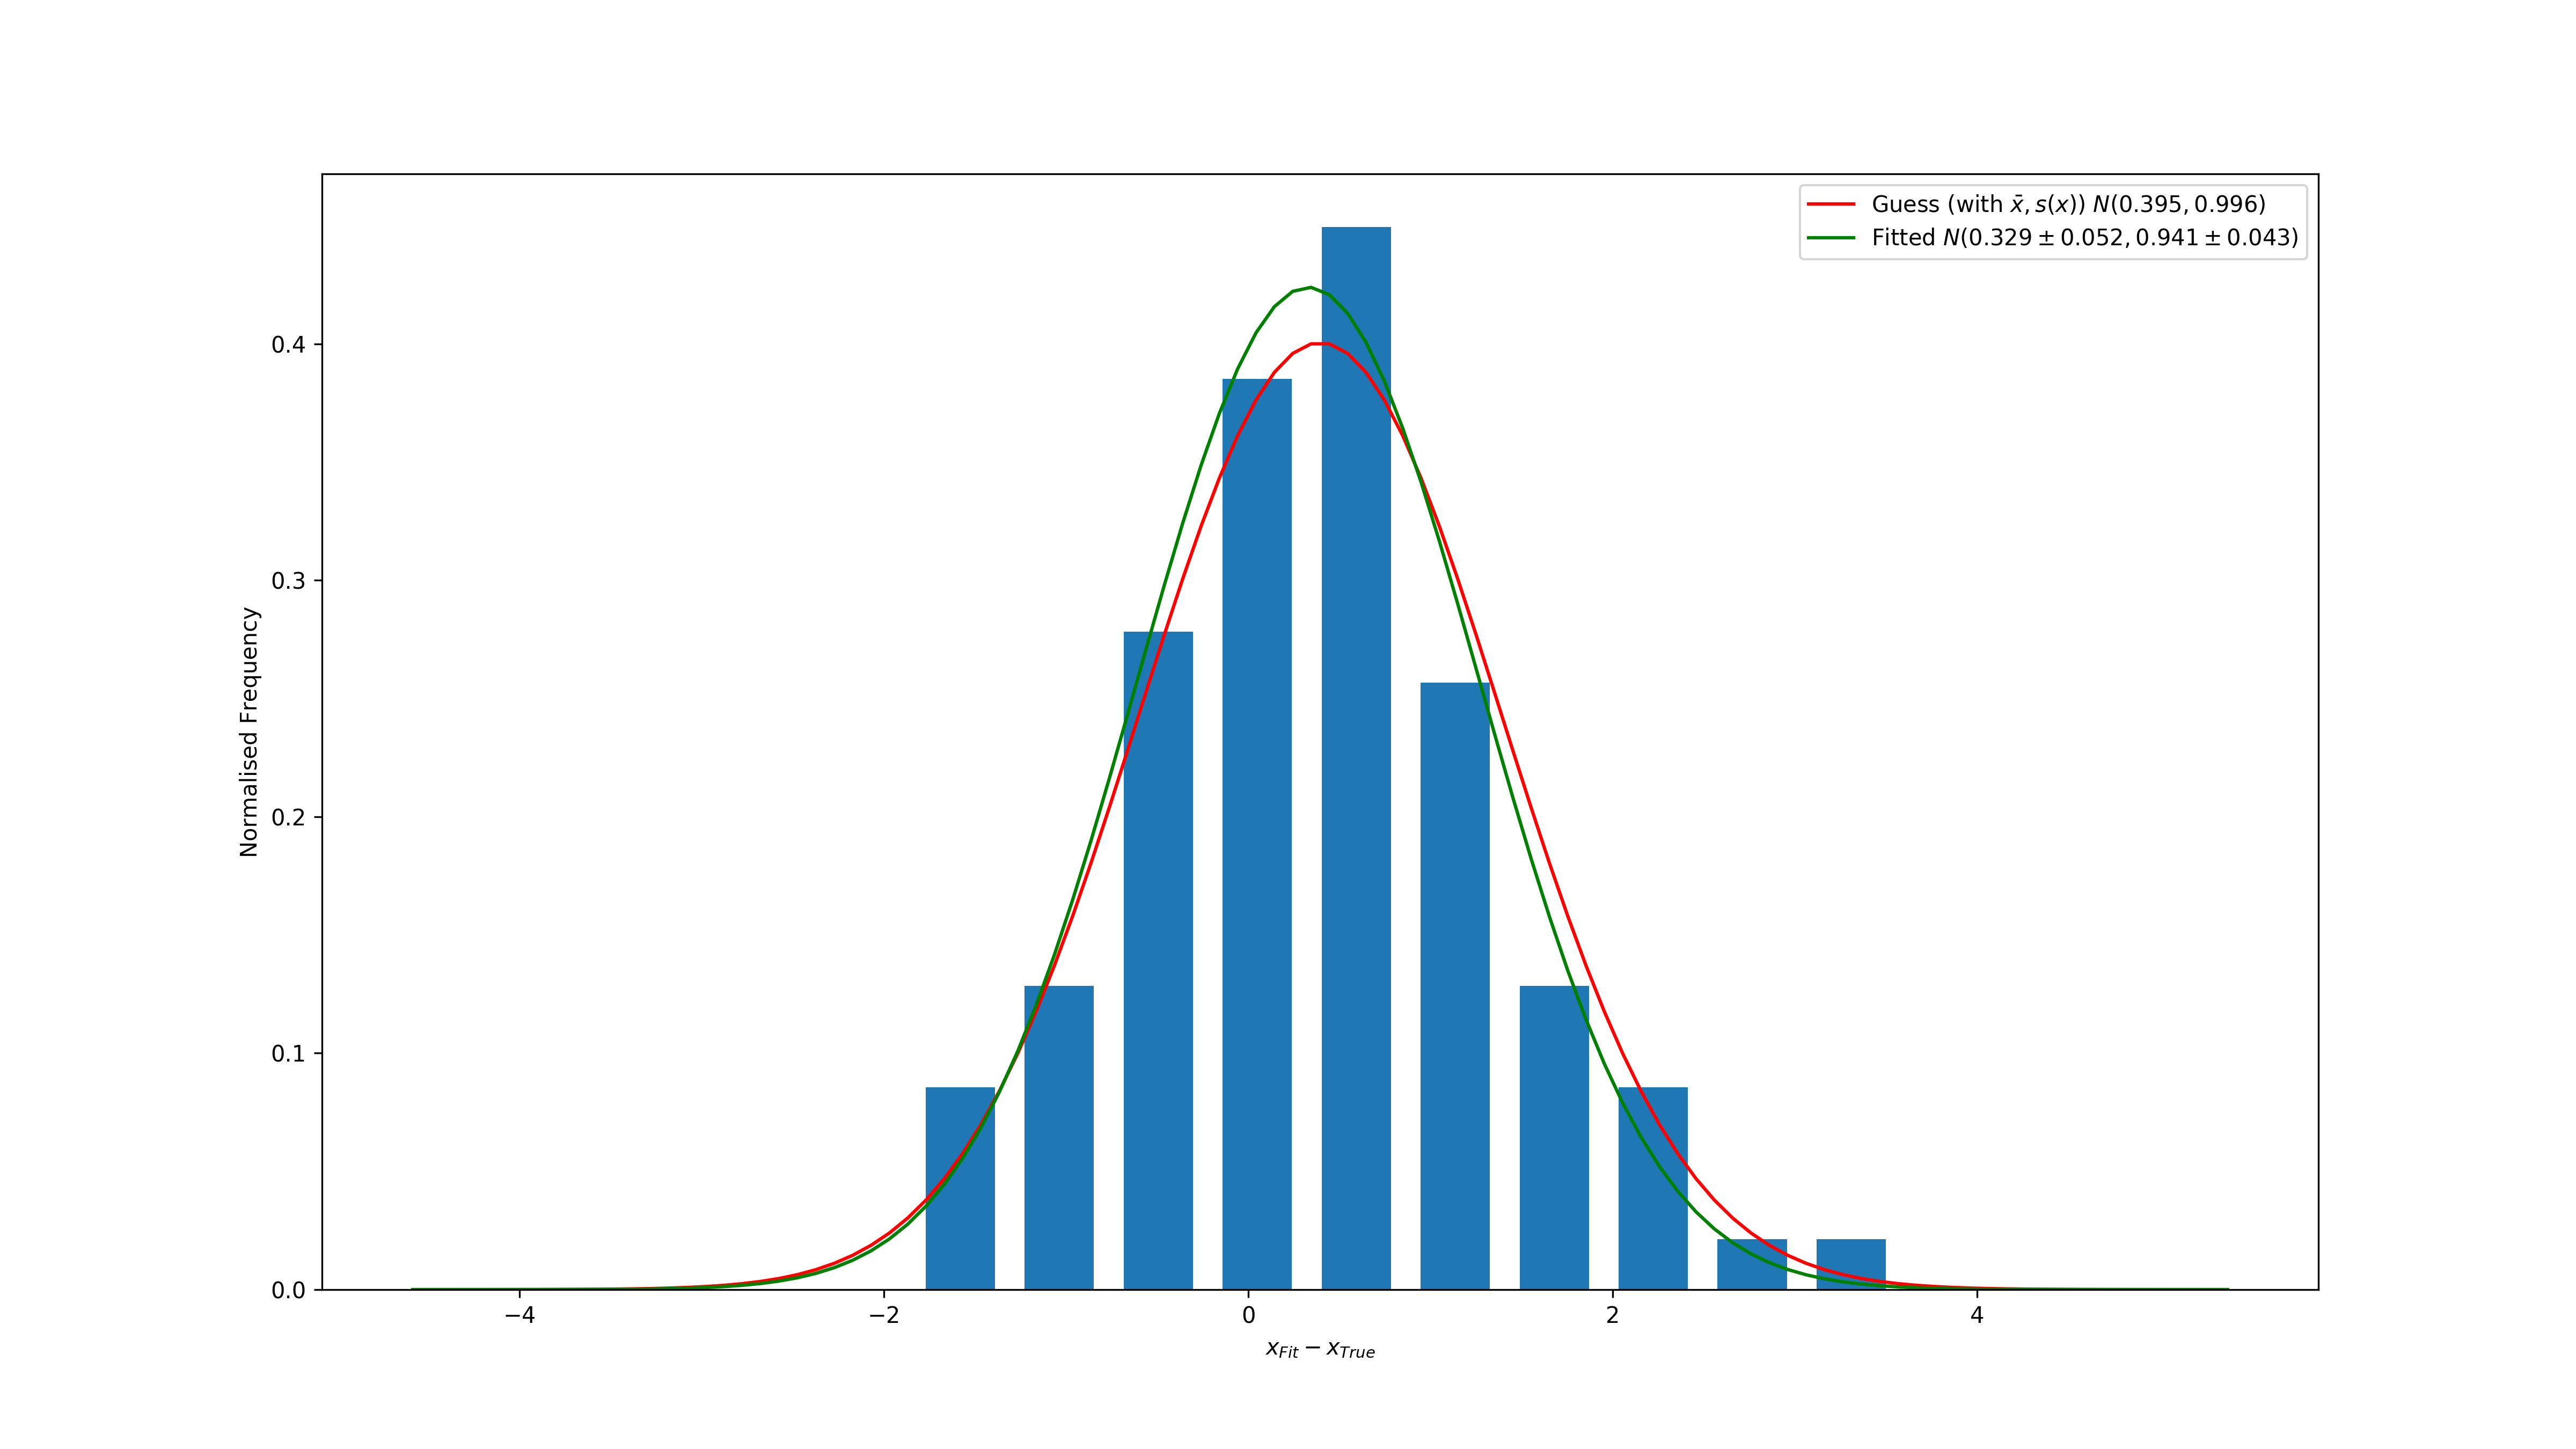 Guess (with x̄, s(x)) N(0.395, 0.996)
Fitted N(0.329 ± 0.052, 0.941 ± 0.043)
Normalised Frequency
0.4
0.3
0.2
0.1
0.0
−4 −2 0 2 4
x_Fit − x_True